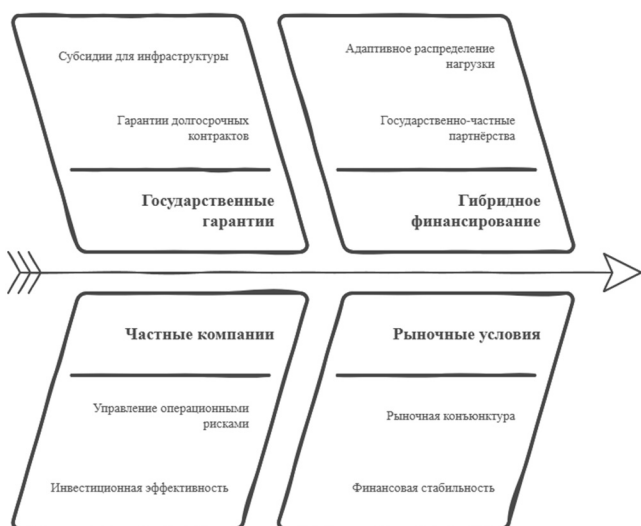 Субсидии для инфраструктуры
Гарантии долгосрочных
контрактов
Государственные
гарантии
Адаптивное распределение
нагрузки
Государственно-частные
партнёрства
Гибридное
финансирование
Частные компании
Управление операционными
рисками
Инвестиционная эффективность
Рыночные условия
Рыночная конъюнктура
Финансовая стабильность